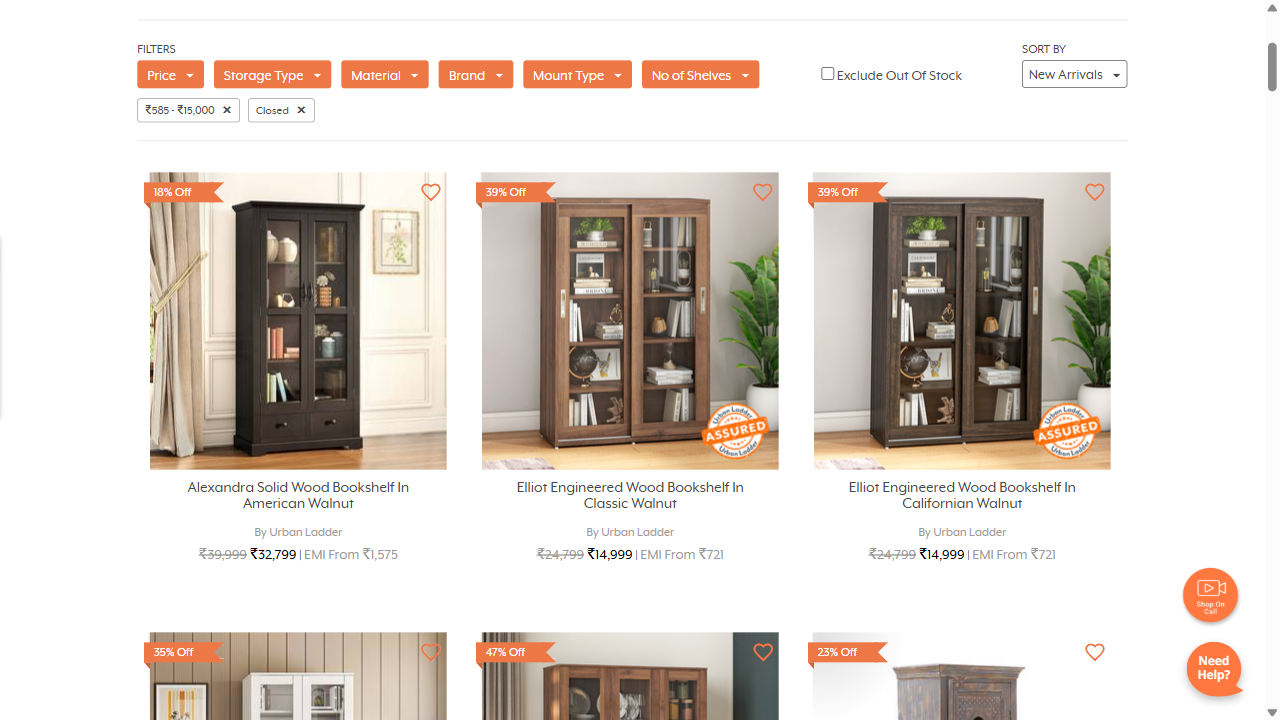 FILTERS
SORT BY
Price
Storage Type
Material
Brand
Mount Type
No of Shelves
Exclude Out Of Stock
New Arrivals
₹585 - ₹15,000 ✕
Closed ✕
18% Off
39% Off
39% Off
Urban Ladder
ASSURED
Urban Ladder
Urban Ladder
ASSURED
Urban Ladder
Alexandra Solid Wood Bookshelf In
American Walnut
By Urban Ladder
₹39,999 ₹32,799 | EMI From ₹1,575
Elliot Engineered Wood Bookshelf In
Classic Walnut
By Urban Ladder
₹24,799 ₹14,999 | EMI From ₹721
Elliot Engineered Wood Bookshelf In
Californian Walnut
By Urban Ladder
₹24,799 ₹14,999 | EMI From ₹721
35% Off
47% Off
23% Off
Shop On
Call
Need
Help?